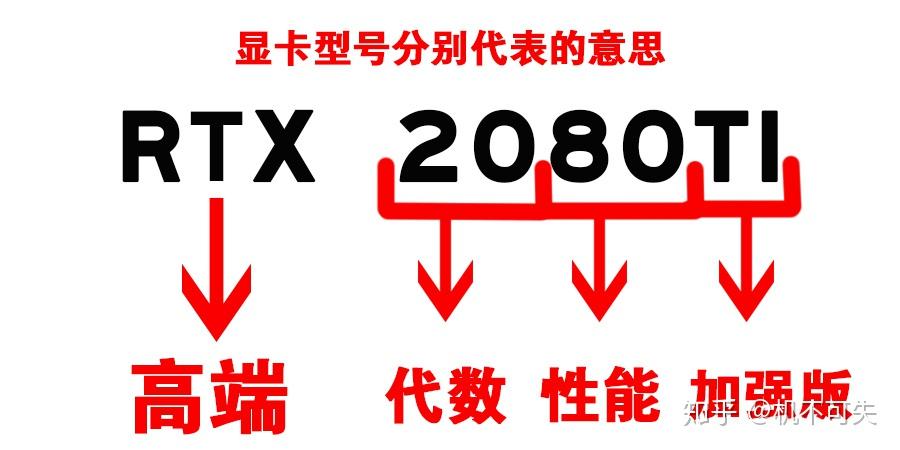 显卡型号分别代表的意思
RTX 2080TI
高端 代数 性能 加强版
知乎 @机不可失